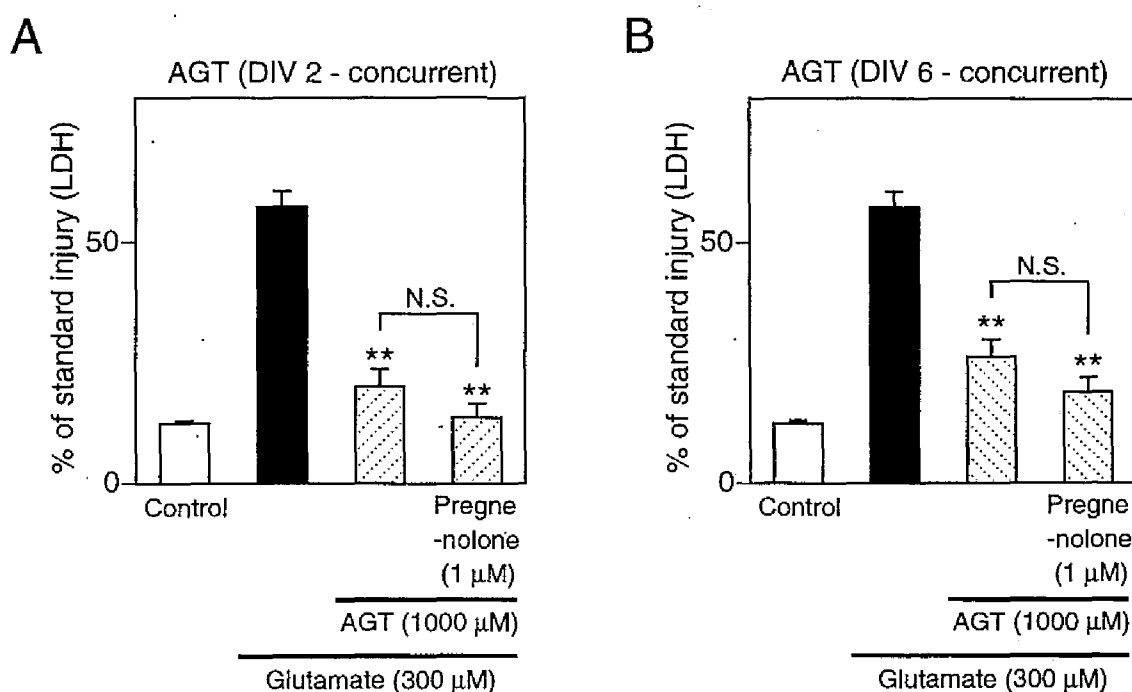 A
AGT (DIV 2 - concurrent)
% of standard injury (LDH)
50
0
N.S.
**
**
Control
Pregne
-nolone
(1 µM)
AGT (1000 µM)
Glutamate (300 µM)
B
AGT (DIV 6 - concurrent)
% of standard injury (LDH)
50
0
N.S.
**
**
Control
Pregne
-nolone
(1 µM)
AGT (1000 µM)
Glutamate (300 µM)